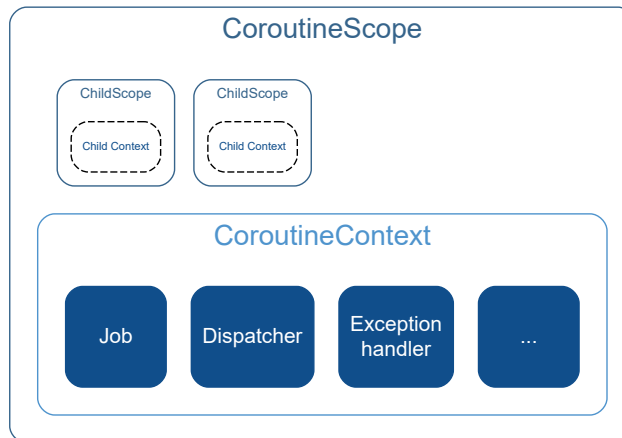 CoroutineScope
ChildScope
Child Context
ChildScope
Child Context
CoroutineContext
Job
Dispatcher
Exception
handler
...